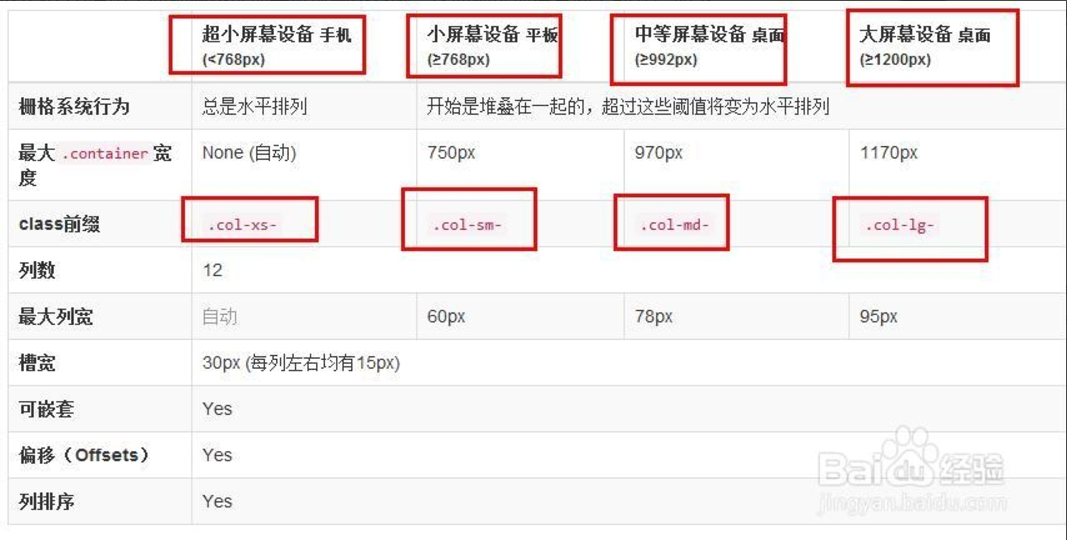 超小屏幕设备 手机 小屏幕设备 平板 中等屏幕设备 桌面 大屏幕设备 桌面
(<768px) (≥768px) (≥992px) (≥1200px)
栅格系统行为 总是水平排列 开始是堆叠在一起的，超过这些阈值将变为水平排列
最大 .container 宽 None (自动) 750px 970px 1170px
度
class前缀 .col-xs- .col-sm- .col-md- .col-lg-
列数 12
最大列宽 自动 60px 78px 95px
槽宽 30px (每列左右均有15px)
可嵌套 Yes
偏移（Offsets） Yes
列排序 Yes
Baidu 经验
jingyan.baidu.com